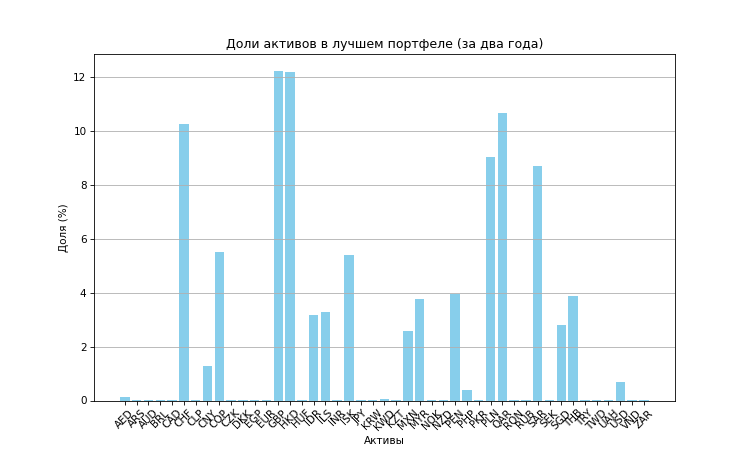 Доли активов в лучшем портфеле (за два года)
Доля (%)
12
10
8
6
4
2
0
AED
ARS
AUD
BRL
CAD
CHF
CLP
CNY
COP
CZK
DKK
EGP
EUR
GBP
HKD
HUF
IDR
ILS
INR
ISK
JPY
KRW
KWD
KZT
MXN
MYR
NOK
NZD
PEN
PHP
PKR
PLN
QAR
RON
RUB
SAR
SEK
SGD
THB
TRY
TWD
UAH
USD
VND
ZAR
Активы